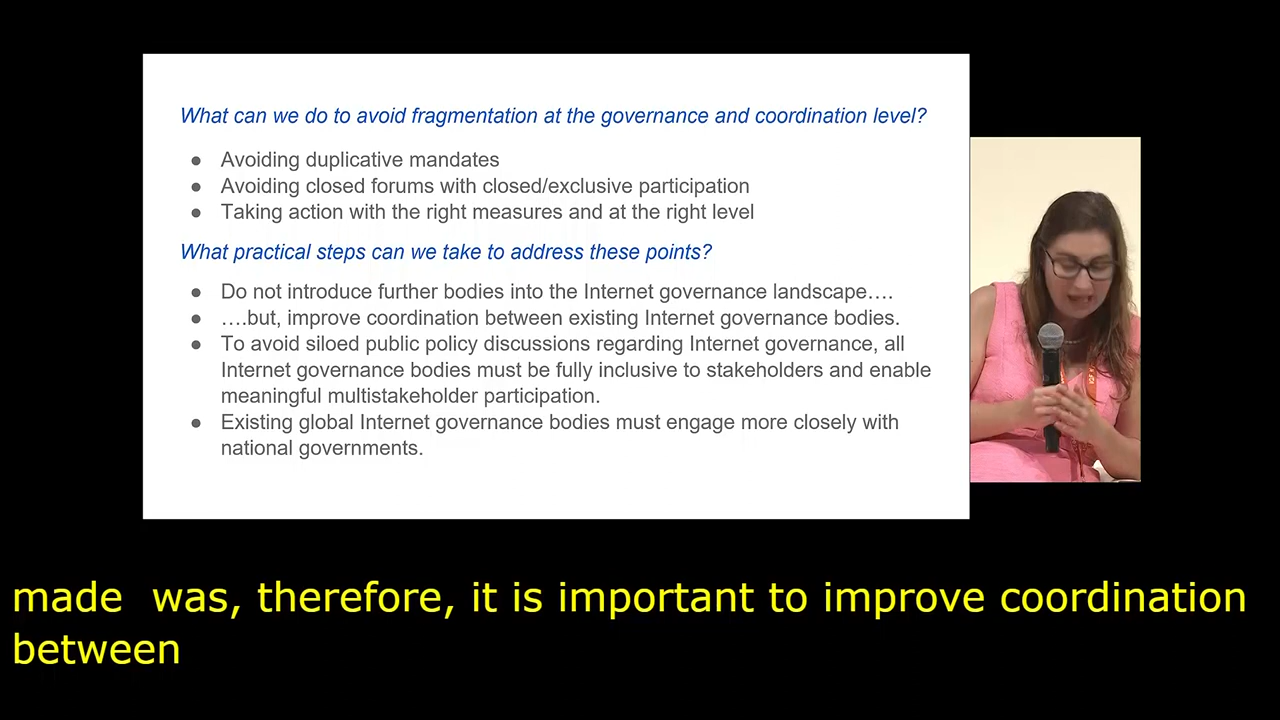 What can we do to avoid fragmentation at the governance and coordination level?
● Avoiding duplicative mandates
● Avoiding closed forums with closed/exclusive participation
● Taking action with the right measures and at the right level
What practical steps can we take to address these points?
● Do not introduce further bodies into the Internet governance landscape….
● ….but, improve coordination between existing Internet governance bodies.
● To avoid siloed public policy discussions regarding Internet governance, all
Internet governance bodies must be fully inclusive to stakeholders and enable
meaningful multistakeholder participation.
● Existing global Internet governance bodies must engage more closely with
national governments.
made  was, therefore, it is important to improve coordination
between